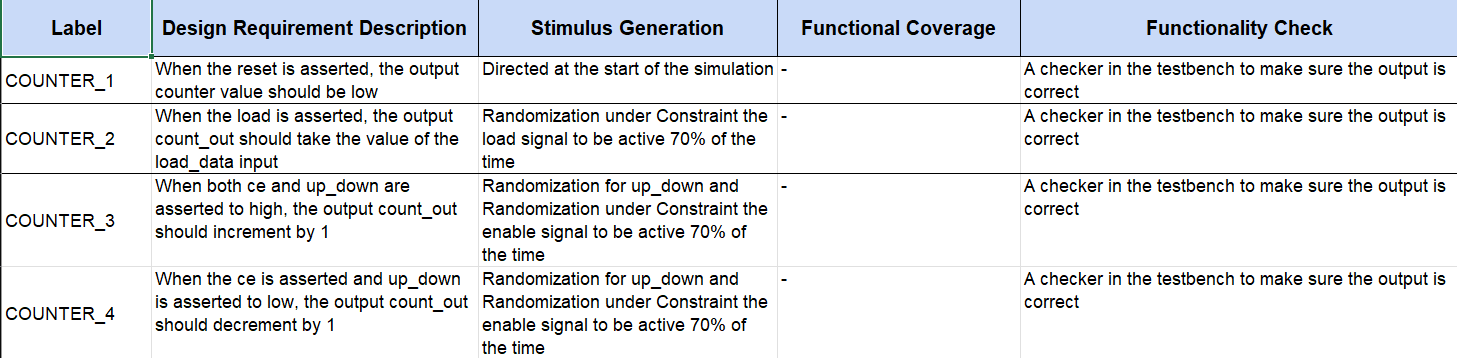 Label Design Requirement Description Stimulus Generation Functional Coverage Functionality Check
COUNTER_1
When the reset is asserted, the output
counter value should be low
Directed at the start of the simulation
-
A checker in the testbench to make sure the output is
correct
COUNTER_2
When the load is asserted, the output
count_out should take the value of the
load_data input
Randomization under Constraint the
load signal to be active 70% of the
time
-
A checker in the testbench to make sure the output is
correct
COUNTER_3
When both ce and up_down are
asserted to high, the output count_out
should increment by 1
Randomization for up_down and
Randomization under Constraint the
enable signal to be active 70% of
the time
-
A checker in the testbench to make sure the output is
correct
COUNTER_4
When the ce is asserted and up_down
is asserted to low, the output count_out
should decrement by 1
Randomization for up_down and
Randomization under Constraint the
enable signal to be active 70% of
the time
-
A checker in the testbench to make sure the output is
correct